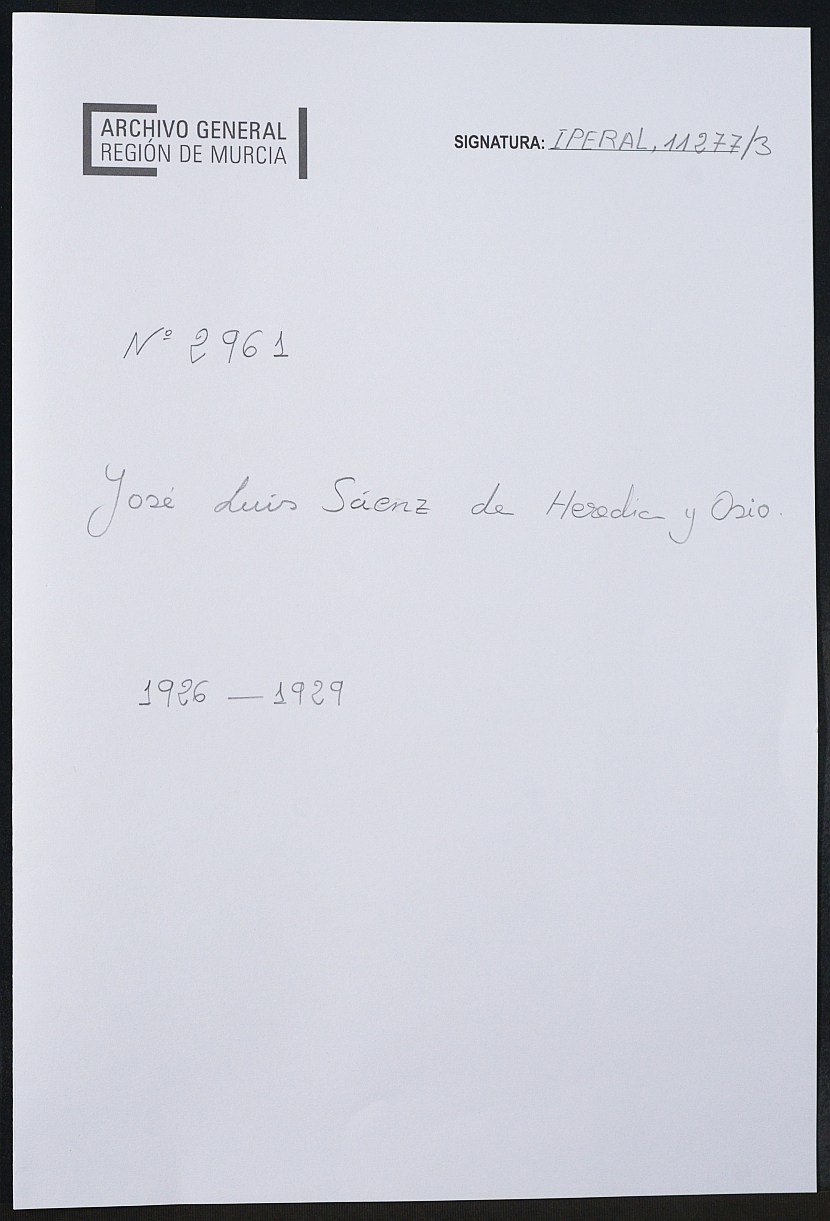 ARCHIVO GENERAL
REGIÓN DE MURCIA
SIGNATURA: IPERAL, 11277/3
Nº 2961
José Luis Sáenz de Heredia y Osio.
1926 — 1929